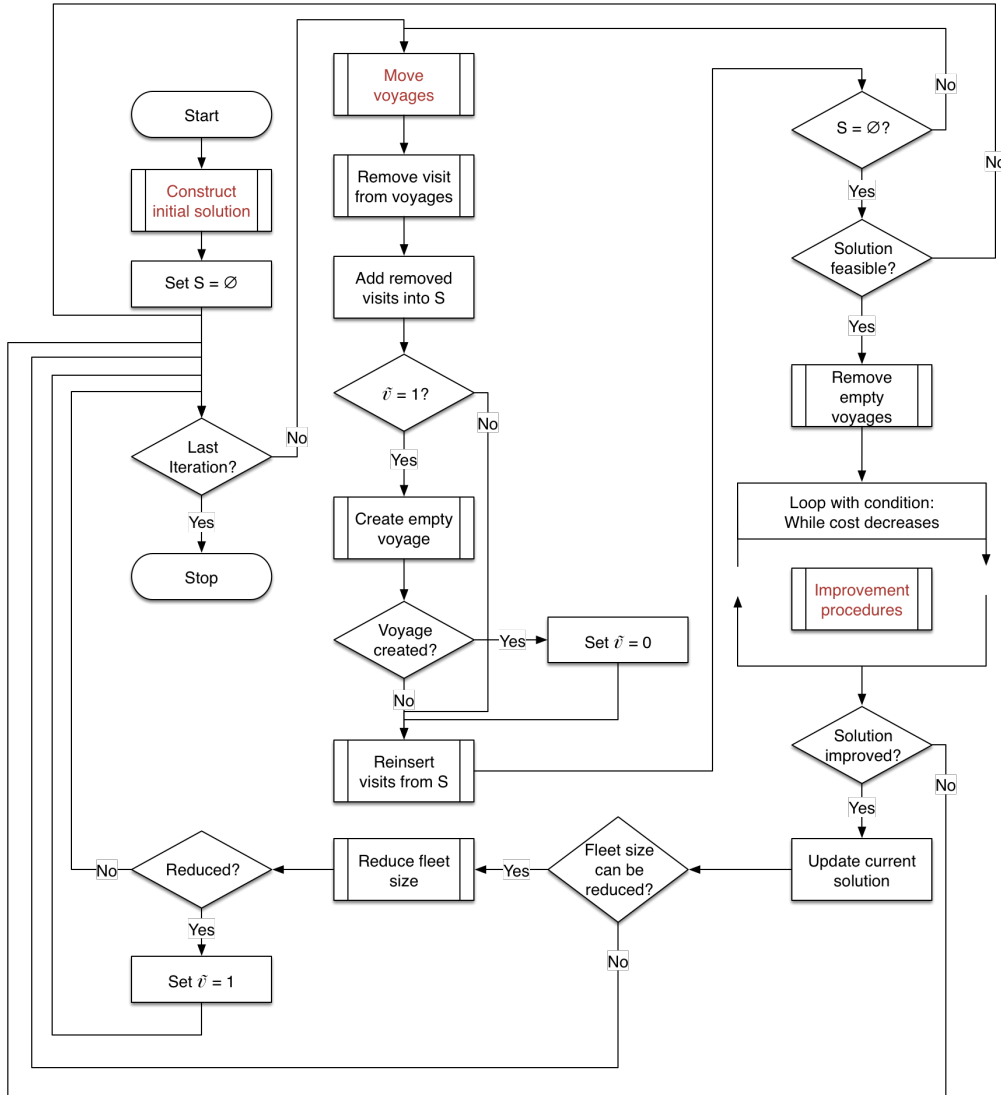 Start
Construct
initial solution
Set S = ∅
Last
Iteration?
No
Yes
Stop
Move
voyages
Remove visit
from voyages
Add removed
visits into S
ṽ = 1?
No
Yes
Create empty
voyage
Voyage
created?
Yes
Set ṽ = 0
No
Reinsert
visits from S
S = ∅?
No
Yes
Solution
feasible?
No
Yes
Remove
empty
voyages
Loop with condition:
While cost decreases
Improvement
procedures
Solution
improved?
No
Yes
Update current
solution
Fleet size
can be
reduced?
Yes
No
Reduce fleet
size
Reduced?
No
Yes
Set ṽ = 1